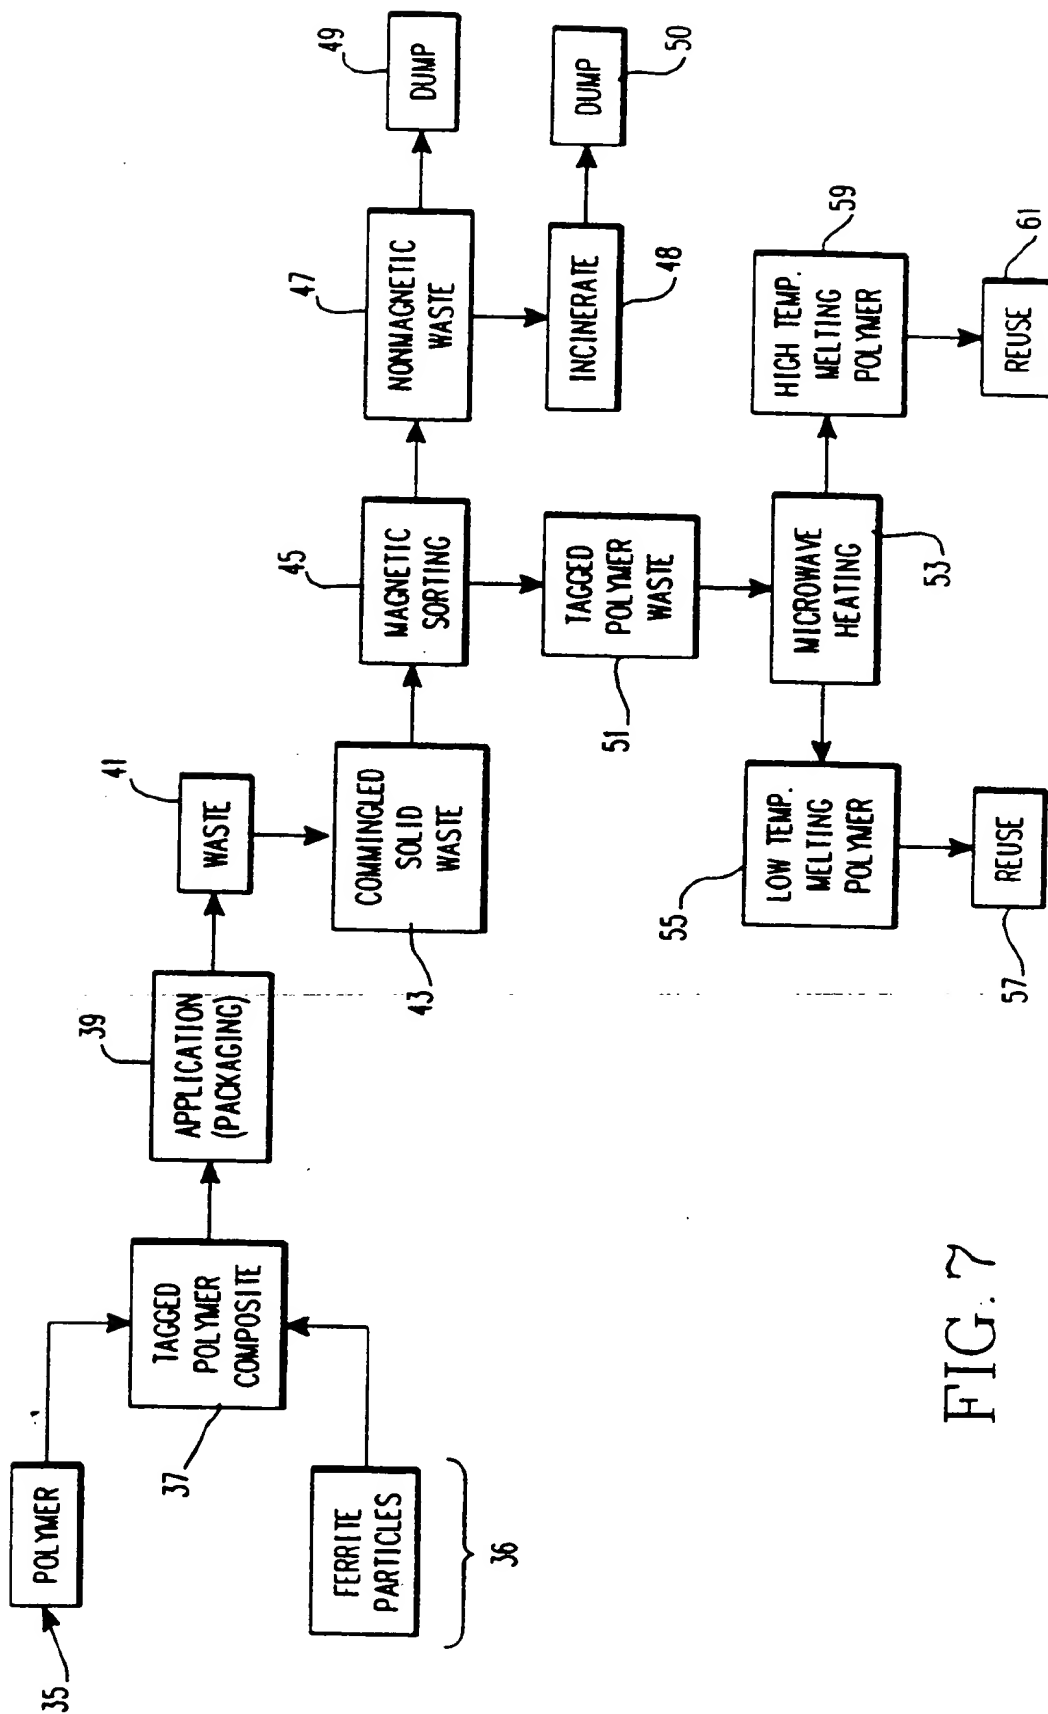 35
POLYMER
FERRITE
PARTICLES
36
37
TAGGED
POLYMER
COMPOSITE
39
APPLICATION
(PACKAGING)
41
WASTE
43
COMMINGLED
SOLID
WASTE
45
MAGNETIC
SORTING
47
NONMAGNETIC
WASTE
49
DUMP
INCINERATE
48
DUMP
50
51
TAGGED
POLYMER
WASTE
MICROWAVE
HEATING
53
55
LOW TEMP.
MELTING
POLYMER
57
REUSE
59
HIGH TEMP.
MELTING
POLYMER
61
REUSE
FIG. 7